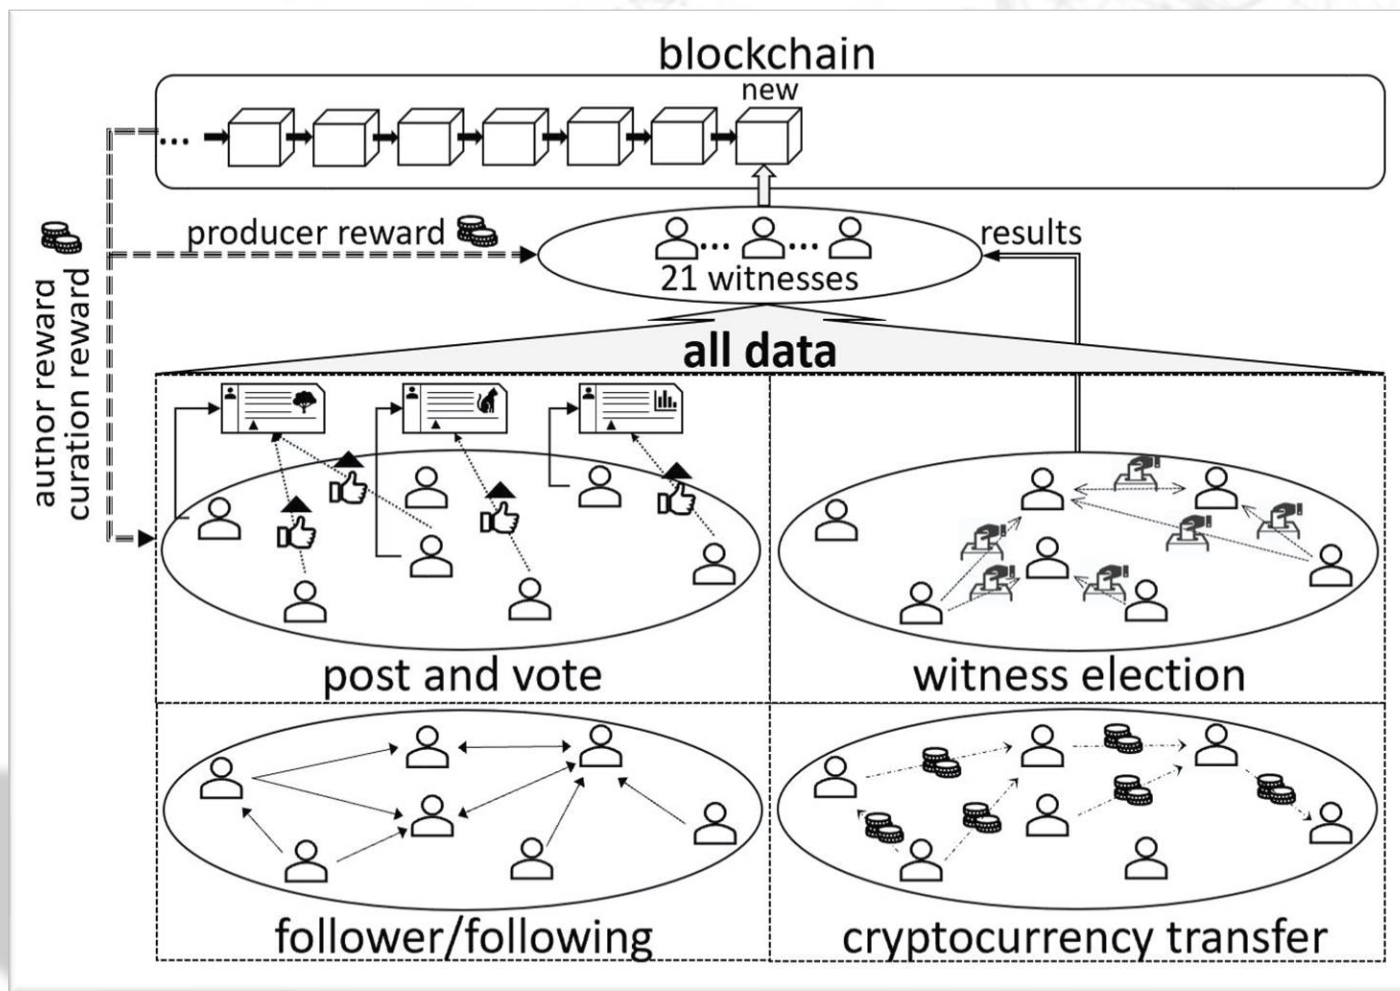 blockchain
new
...
producer reward
results
... ...
21 witnesses
author reward
curation reward
all data
post and vote
witness election
follower/following
cryptocurrency transfer